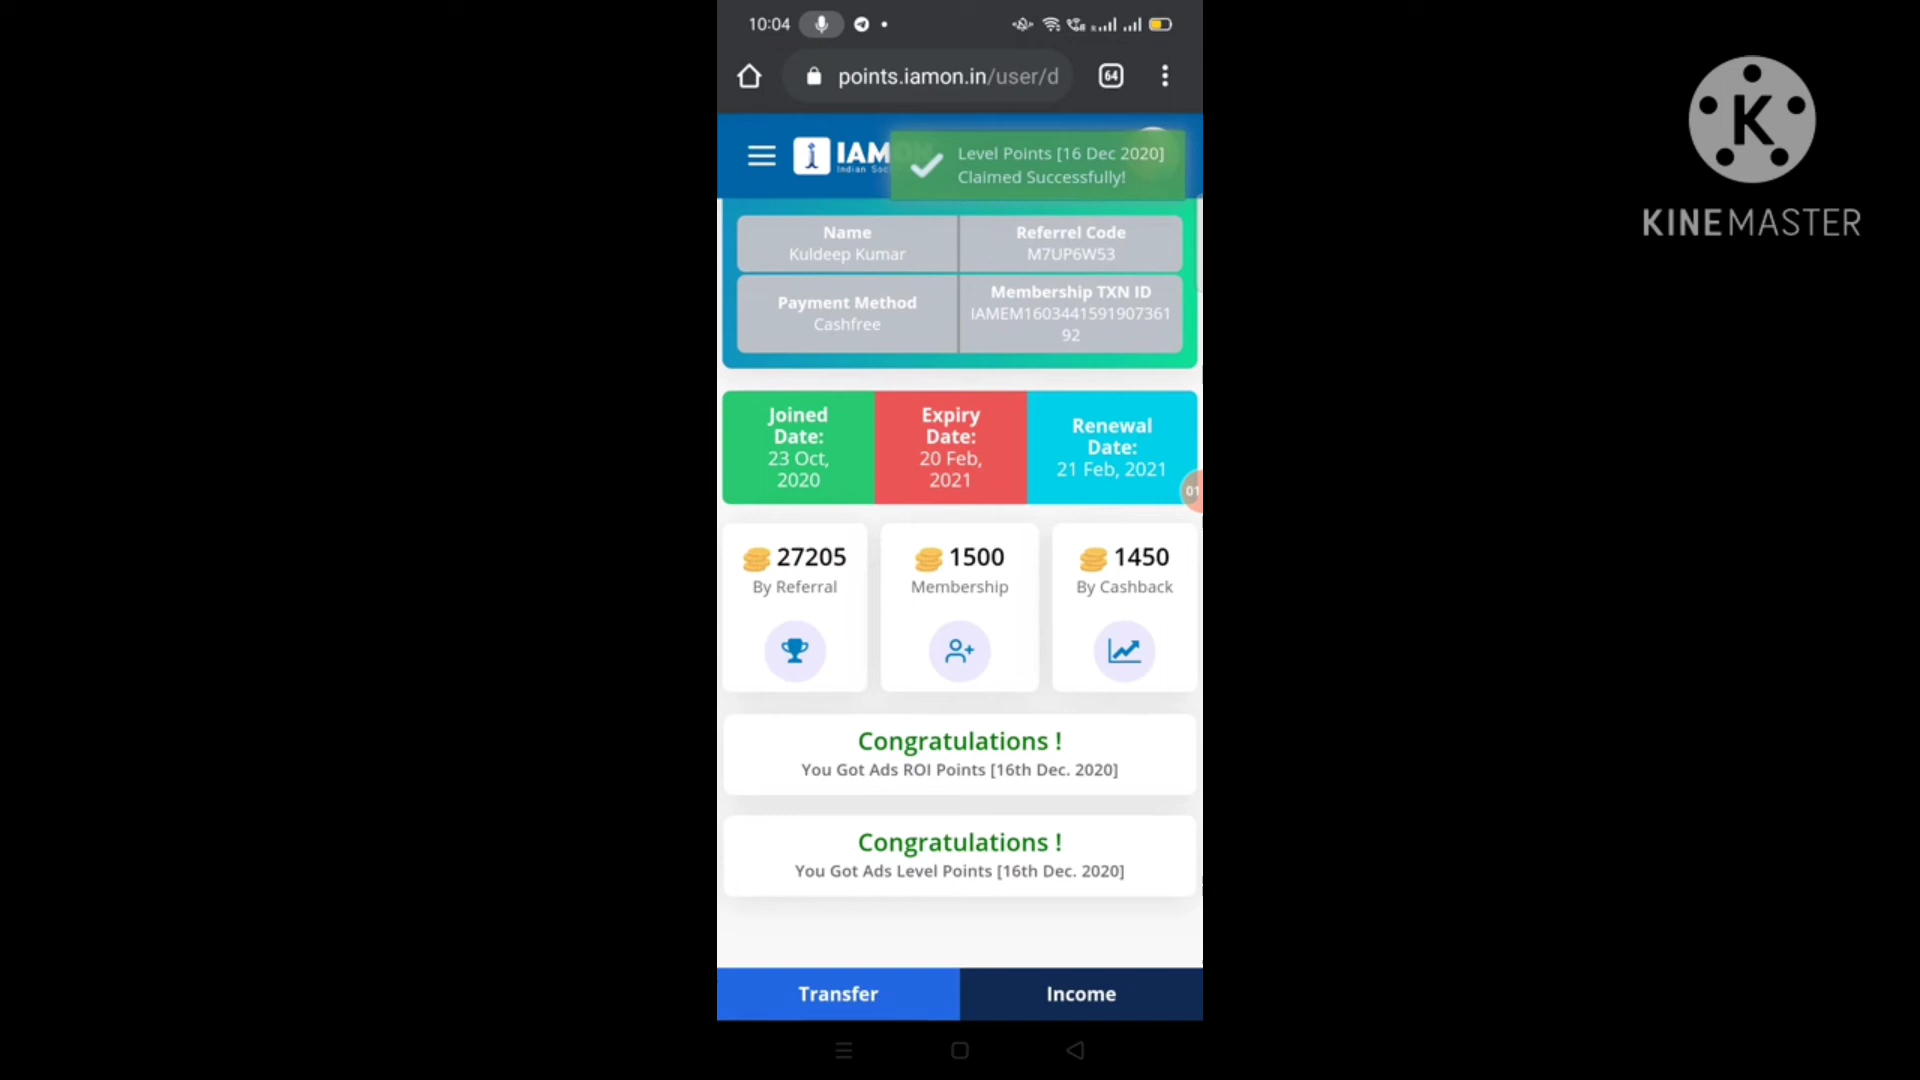 10:04
points.iamon.in/user/d
64
i IAM
Indian Soc
Level Points [16 Dec 2020]
Claimed Successfully!
K
KINEMASTER
Name
Kuldeep Kumar
Referrel Code
M7UP6W53
Payment Method
Cashfree
Membership TXN ID
IAMEM1603441591907361
92
Joined
Date:
23 Oct,
2020
Expiry
Date:
20 Feb,
2021
Renewal
Date:
21 Feb, 2021
01
27205
By Referral
1500
Membership
1450
By Cashback
Congratulations !
You Got Ads ROI Points [16th Dec. 2020]
Congratulations !
You Got Ads Level Points [16th Dec. 2020]
Transfer
Income